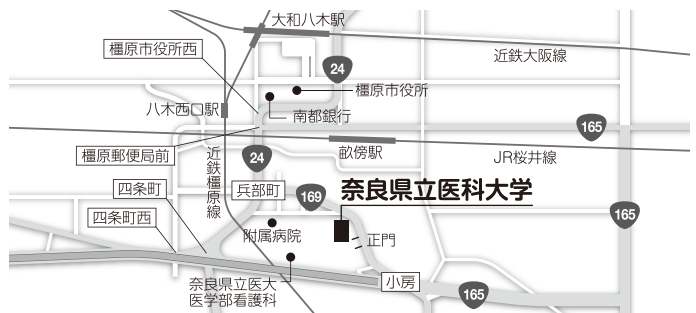 大和八木駅
橿原市役所西
近鉄大阪線
24
橿原市役所
八木西口駅
南都銀行
165
橿原郵便局前
24
畝傍駅
JR桜井線
近鉄橿原線
四条町
兵部町
169
奈良県立医科大学
四条町西
165
附属病院
正門
奈良県立医大
医学部看護科
小房
165